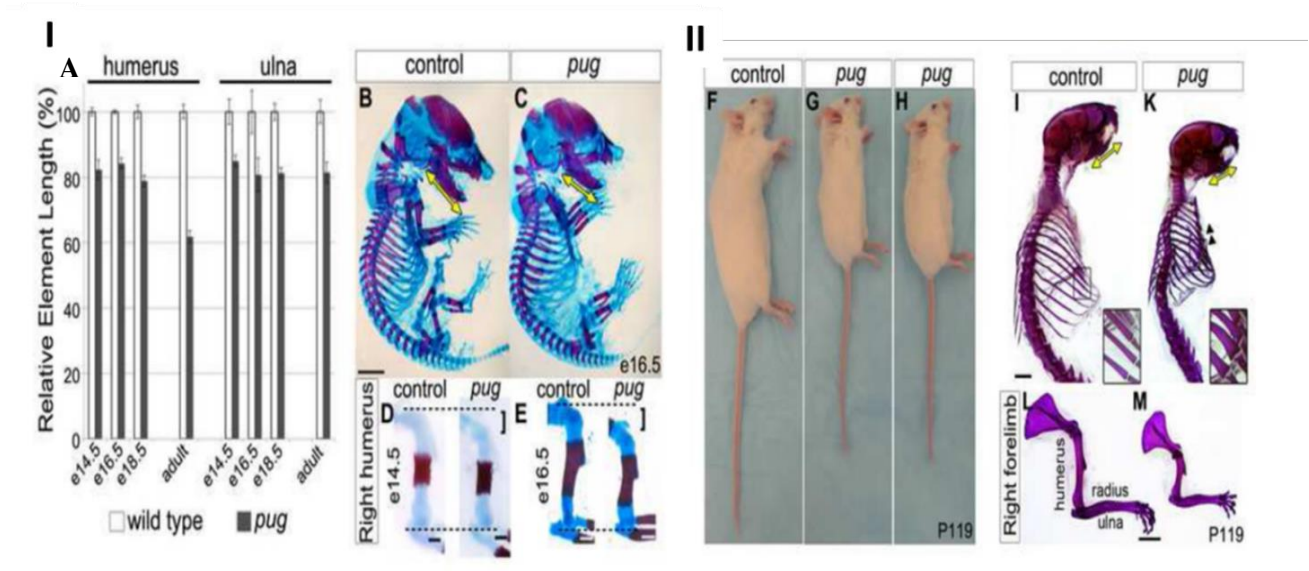 I
A
humerus
ulna
Relative Element Length (%)
100
80
60
40
20
0
e14.5
e16.5
e18.5
adult
e14.5
e16.5
e18.5
adult
wild type
pug
control
pug
B
C
e16.5
Right humerus
control
pug
D
e14.5
control
pug
E
e16.5
II
control
pug
pug
F
G
H
P119
control
pug
I
K
Right forelimb
L
M
humerus
radius
ulna
P119